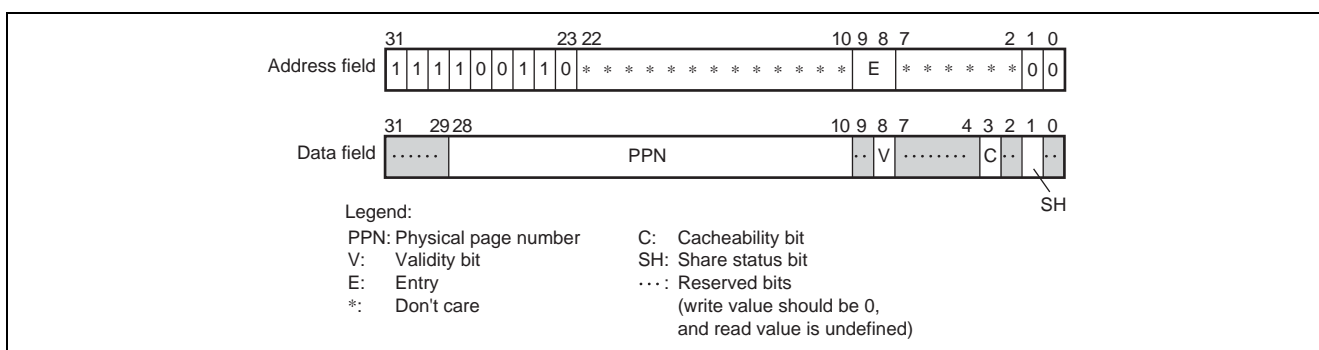 31 23 22 10 9 8 7 2 1 0
Address field 1 1 1 1 0 0 1 1 0 * * * * * * * * * * * * * E * * * * * * 0 0
31 29 28 10 9 8 7 4 3 2 1 0
Data field ...... PPN .. V ........ C .. ..
SH
Legend:
PPN: Physical page number C: Cacheability bit
V: Validity bit SH: Share status bit
E: Entry ...: Reserved bits
*: Don't care (write value should be 0,
and read value is undefined)